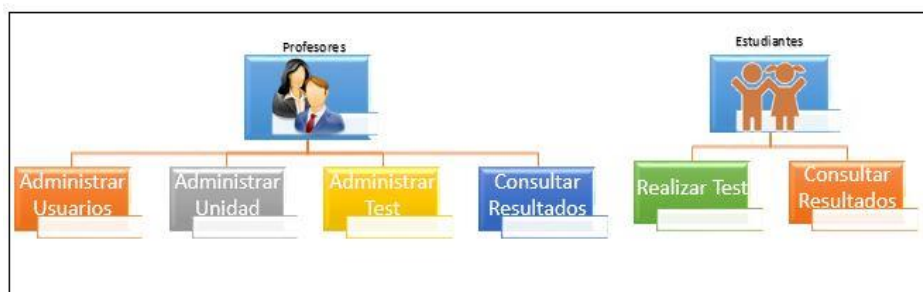 Profesores
Estudiantes
Administrar
Usuarios
Administrar
Unidad
Administrar
Test
Consultar
Resultados
Realizar Test
Consultar
Resultados